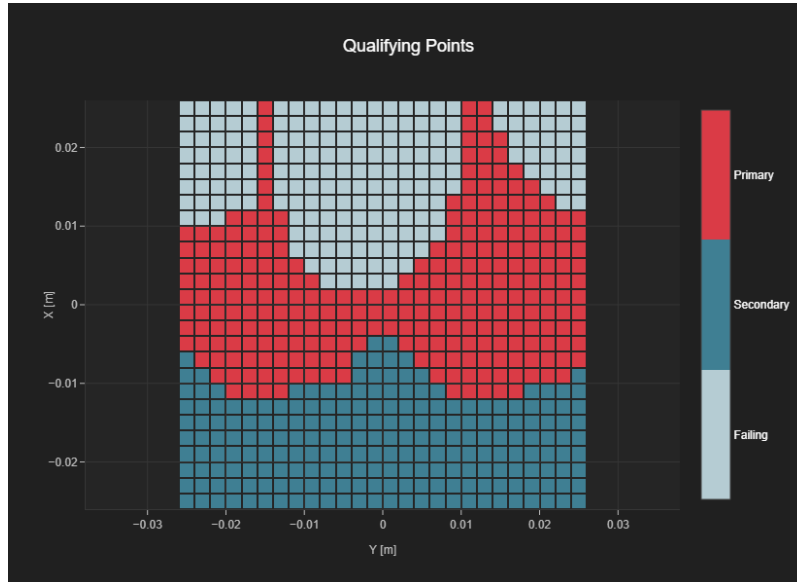 Qualifying Points
0.02
0.01
0
−0.01
−0.02
X [m]
−0.03
−0.02
−0.01
0
0.01
0.02
0.03
Y [m]
Primary
Secondary
Failing